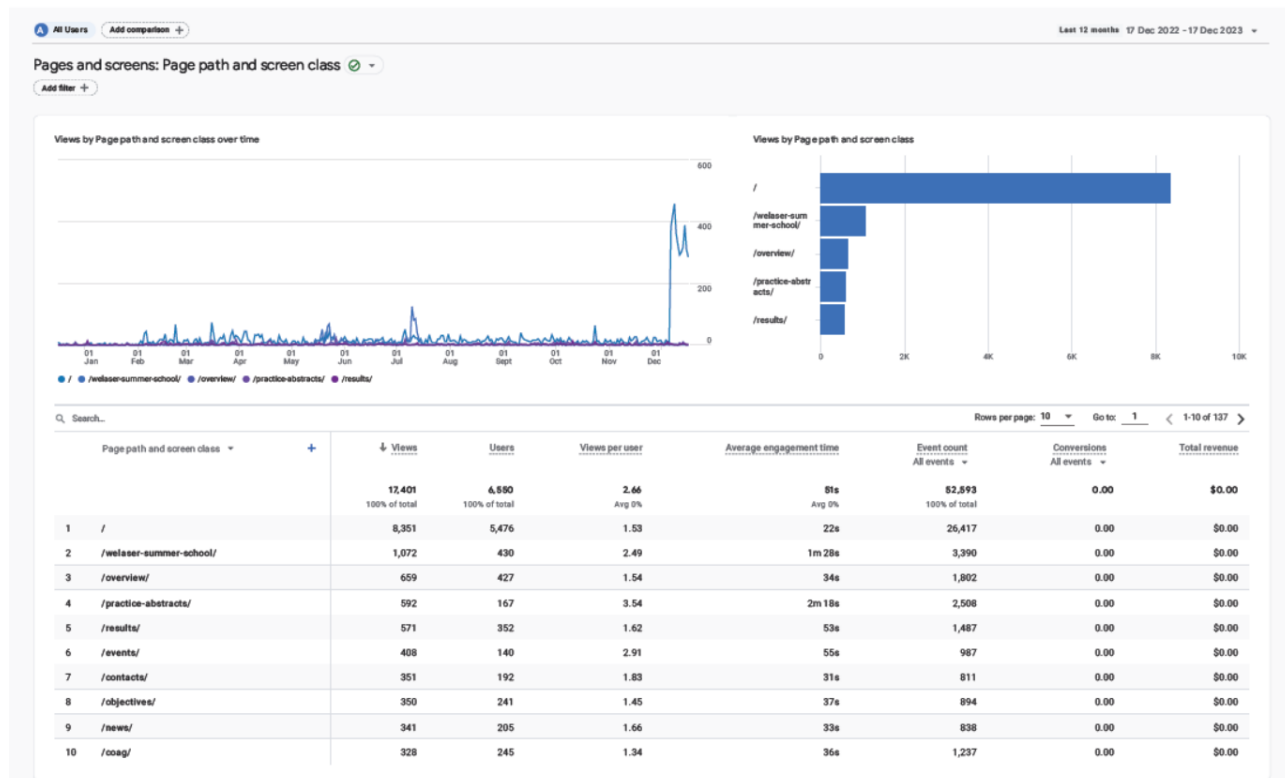 A All Users Add comparison + Last 12 months 17 Dec 2022 - 17 Dec 2023
Pages and screens: Page path and screen class
Add filter +
Views by Page path and screen class over time
600
400
200
0
01 Jan 01 Feb 01 Mar 01 Apr 01 May 01 Jun 01 Jul 01 Aug 01 Sept 01 Oct 01 Nov 01 Dec
/ /welaser-summer-school/ /overview/ /practice-abstracts/ /results/
Views by Page path and screen class
/
/welaser-sum
mer-school/
/overview/
/practice-abstr
acts/
/results/
0 2K 4K 6K 8K 10K
Search... Rows per page: 10 Go to: 1 < 1-10 of 137 >
Page path and screen class + ↓ Views Users Views per user Average engagement time Event count Conversions Total revenue
All events All events
17,401 6,550 2.66 51s 52,593 0.00 $0.00
100% of total 100% of total Avg 0% Avg 0% 100% of total
1 / 8,351 5,476 1.53 22s 26,417 0.00 $0.00
2 /welaser-summer-school/ 1,072 430 2.49 1m 28s 3,390 0.00 $0.00
3 /overview/ 659 427 1.54 34s 1,802 0.00 $0.00
4 /practice-abstracts/ 592 167 3.54 2m 18s 2,508 0.00 $0.00
5 /results/ 571 352 1.62 53s 1,487 0.00 $0.00
6 /events/ 408 140 2.91 55s 987 0.00 $0.00
7 /contacts/ 351 192 1.83 31s 811 0.00 $0.00
8 /objectives/ 350 241 1.45 37s 894 0.00 $0.00
9 /news/ 341 205 1.66 33s 838 0.00 $0.00
10 /coag/ 328 245 1.34 36s 1,237 0.00 $0.00